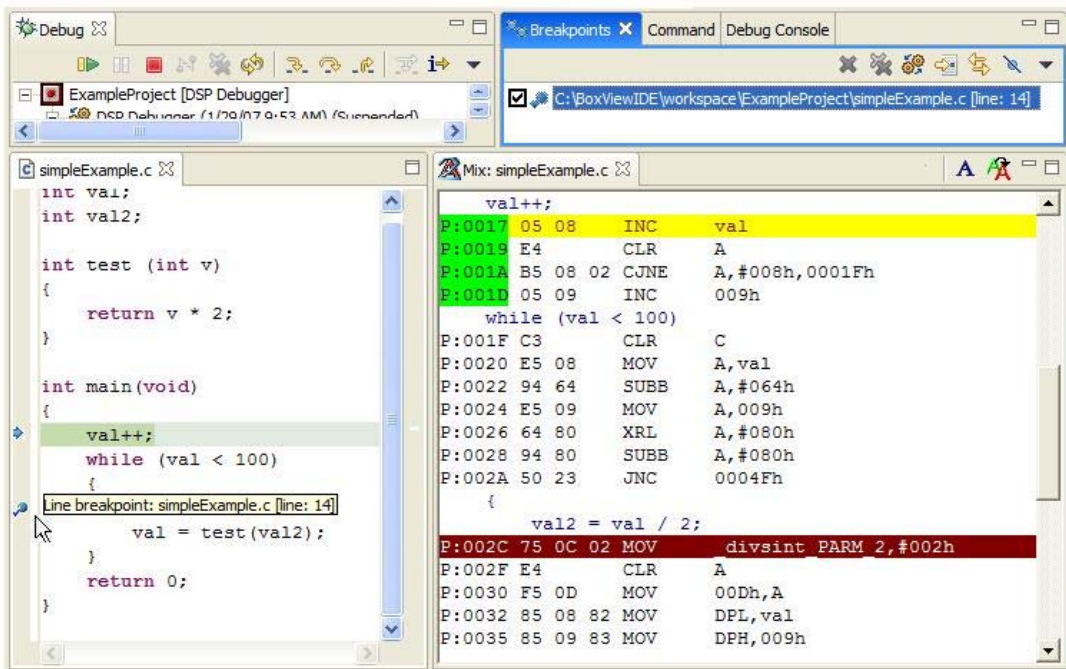 Debug
Breakpoints Command Debug Console
ExampleProject [DSP Debugger]
DSP Debugger (1/29/07 9:53 AM) (Suspended)
C:\BoxViewIDE\workspace\ExampleProject\simpleExample.c [line: 14]
simpleExample.c
int val;
int val2;
int test (int v)
{
return v * 2;
}
int main(void)
{
val++;
while (val < 100)
{
Line breakpoint: simpleExample.c [line: 14]
val = test(val2);
}
return 0;
}
Mix: simpleExample.c
val++;
P:0017 05 08 INC val
P:0019 E4 CLR A
P:001A B5 08 02 CJNE A,#008h,0001Fh
P:001D 05 09 INC 009h
while (val < 100)
P:001F C3 CLR C
P:0020 E5 08 MOV A,val
P:0022 94 64 SUBB A,#064h
P:0024 E5 09 MOV A,009h
P:0026 64 80 XRL A,#080h
P:0028 94 80 SUBB A,#080h
P:002A 50 23 JNC 0004Fh
{
val2 = val / 2;
P:002C 75 0C 02 MOV _divsint_PARM_2,#002h
P:002F E4 CLR A
P:0030 F5 0D MOV 00Dh,A
P:0032 85 08 82 MOV DPL,val
P:0035 85 09 83 MOV DPH,009h